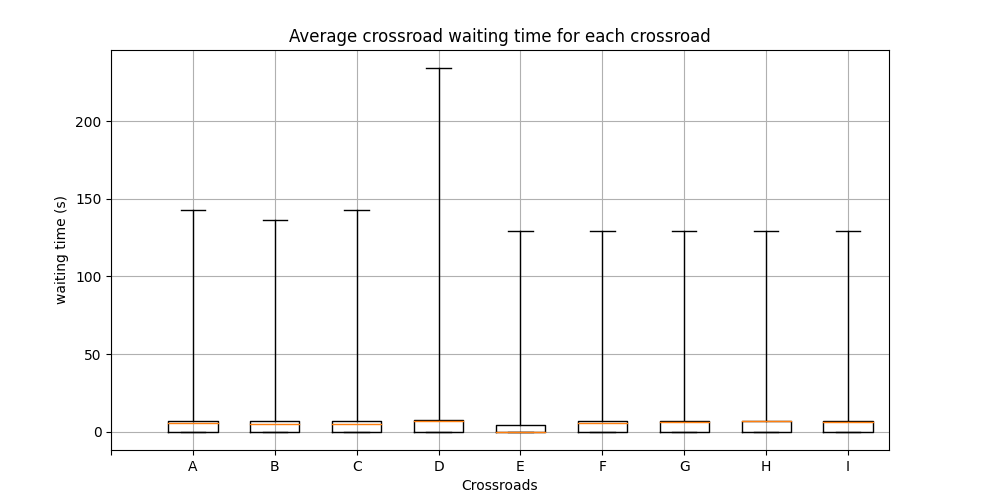 Average crossroad waiting time for each crossroad
waiting time (s)
200
150
100
50
0
A B C D E F G H I
Crossroads